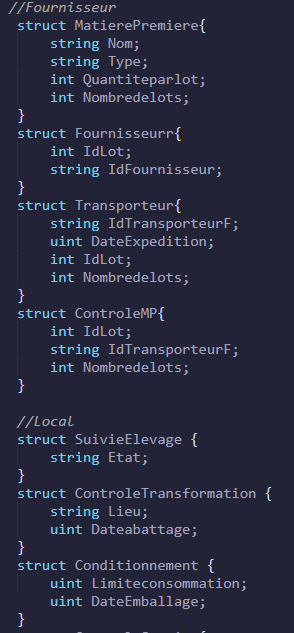 //Fournisseur
struct MatierePremiere{
string Nom;
string Type;
int Quantiteparlot;
int Nombredelots;
}
struct Fournisseurr{
int IdLot;
string IdFournisseur;
}
struct Transporteur{
string IdTransporteurF;
uint DateExpedition;
int IdLot;
int Nombredelots;
}
struct ControleMP{
int IdLot;
string IdTransporteurF;
int Nombredelots;
}
//Local
struct SuivieElevage {
string Etat;
}
struct ControleTransformation {
string Lieu;
uint Dateabattage;
}
struct Conditionnement {
uint Limiteconsommation;
uint DateEmballage;
}